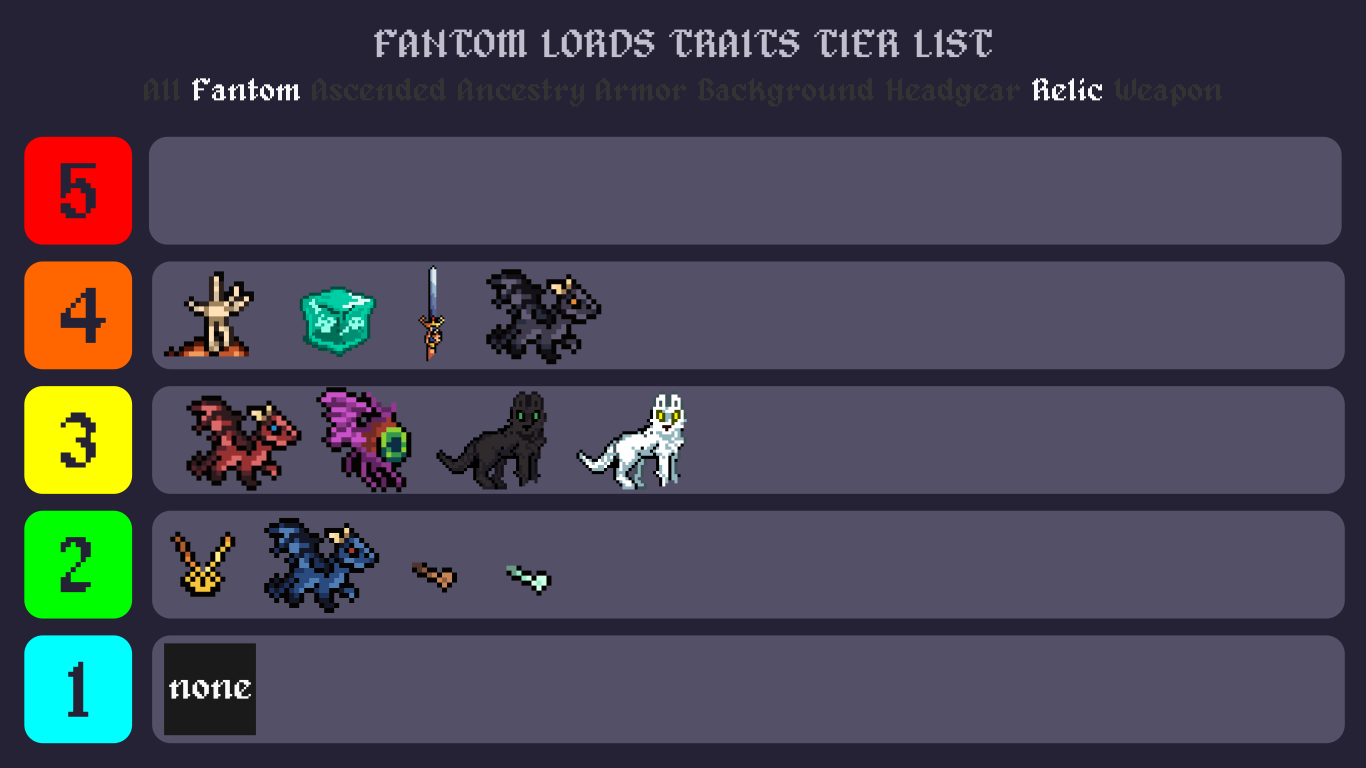 FANTOM LORDS TRAITS TIER LIST
All Fantom Ascended Ancestry Armor Background Headgear Relic Weapon
5
4
3
2
1
none